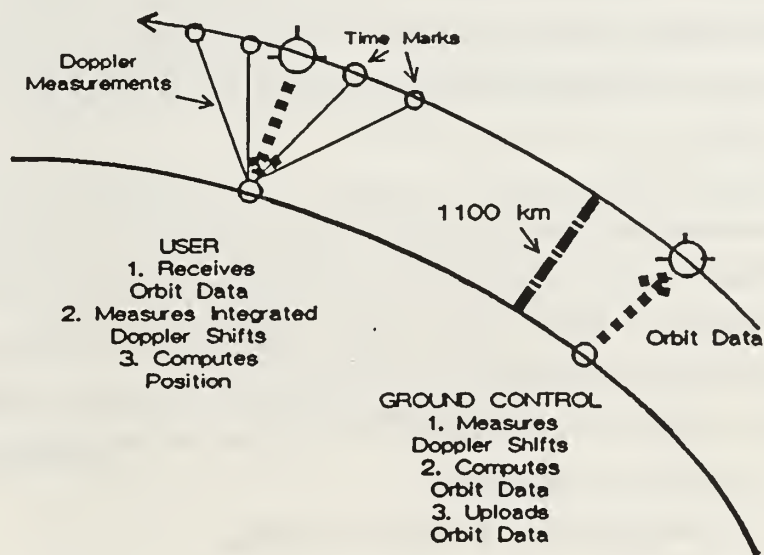 Time Marks
Doppler
Measurements
1100 km
USER
1. Receives
Orbit Data
2. Measures Integrated
Doppler Shifts
3. Computes
Position
Orbit Data
GROUND CONTROL
1. Measures
Doppler Shifts
2. Computes
Orbit Data
3. Uploads
Orbit Data